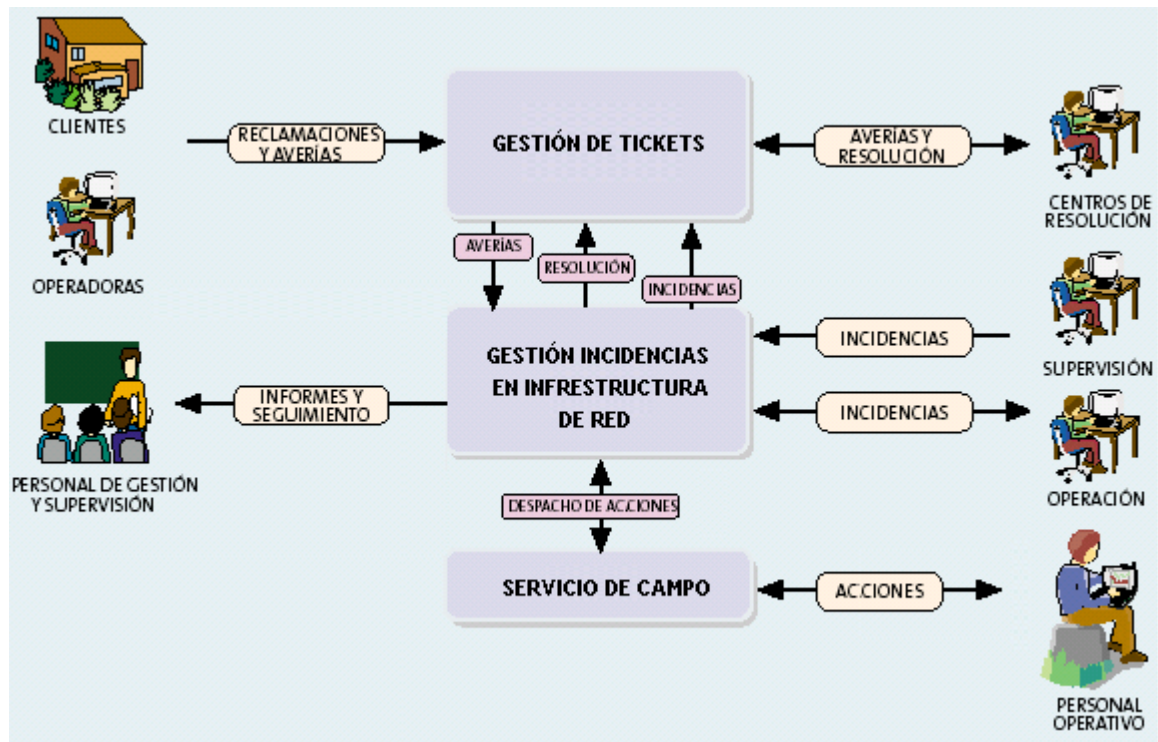 CLIENTES
RECLAMACIONES
Y AVERÍAS
GESTIÓN DE TICKETS
AVERÍAS Y
RESOLUCIÓN
CENTROS DE
RESOLUCIÓN
OPERADORAS
AVERÍAS
RESOLUCIÓN
INCIDENCIAS
GESTIÓN INCIDENCIAS
EN INFRESTRUCTURA
DE RED
INCIDENCIAS
SUPERVISIÓN
INFORMES Y
SEGUIMIENTO
INCIDENCIAS
PERSONAL DE GESTIÓN
Y SUPERVISIÓN
OPERACIÓN
DESPACHO DE ACCIONES
SERVICIO DE CAMPO
ACCIONES
PERSONAL
OPERATIVO